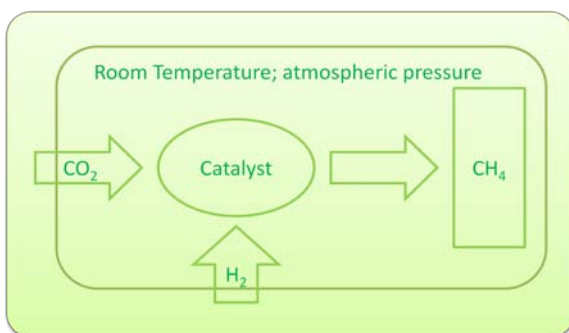 Room Temperature; atmospheric pressure
CO₂
Catalyst
CH₄
H₂